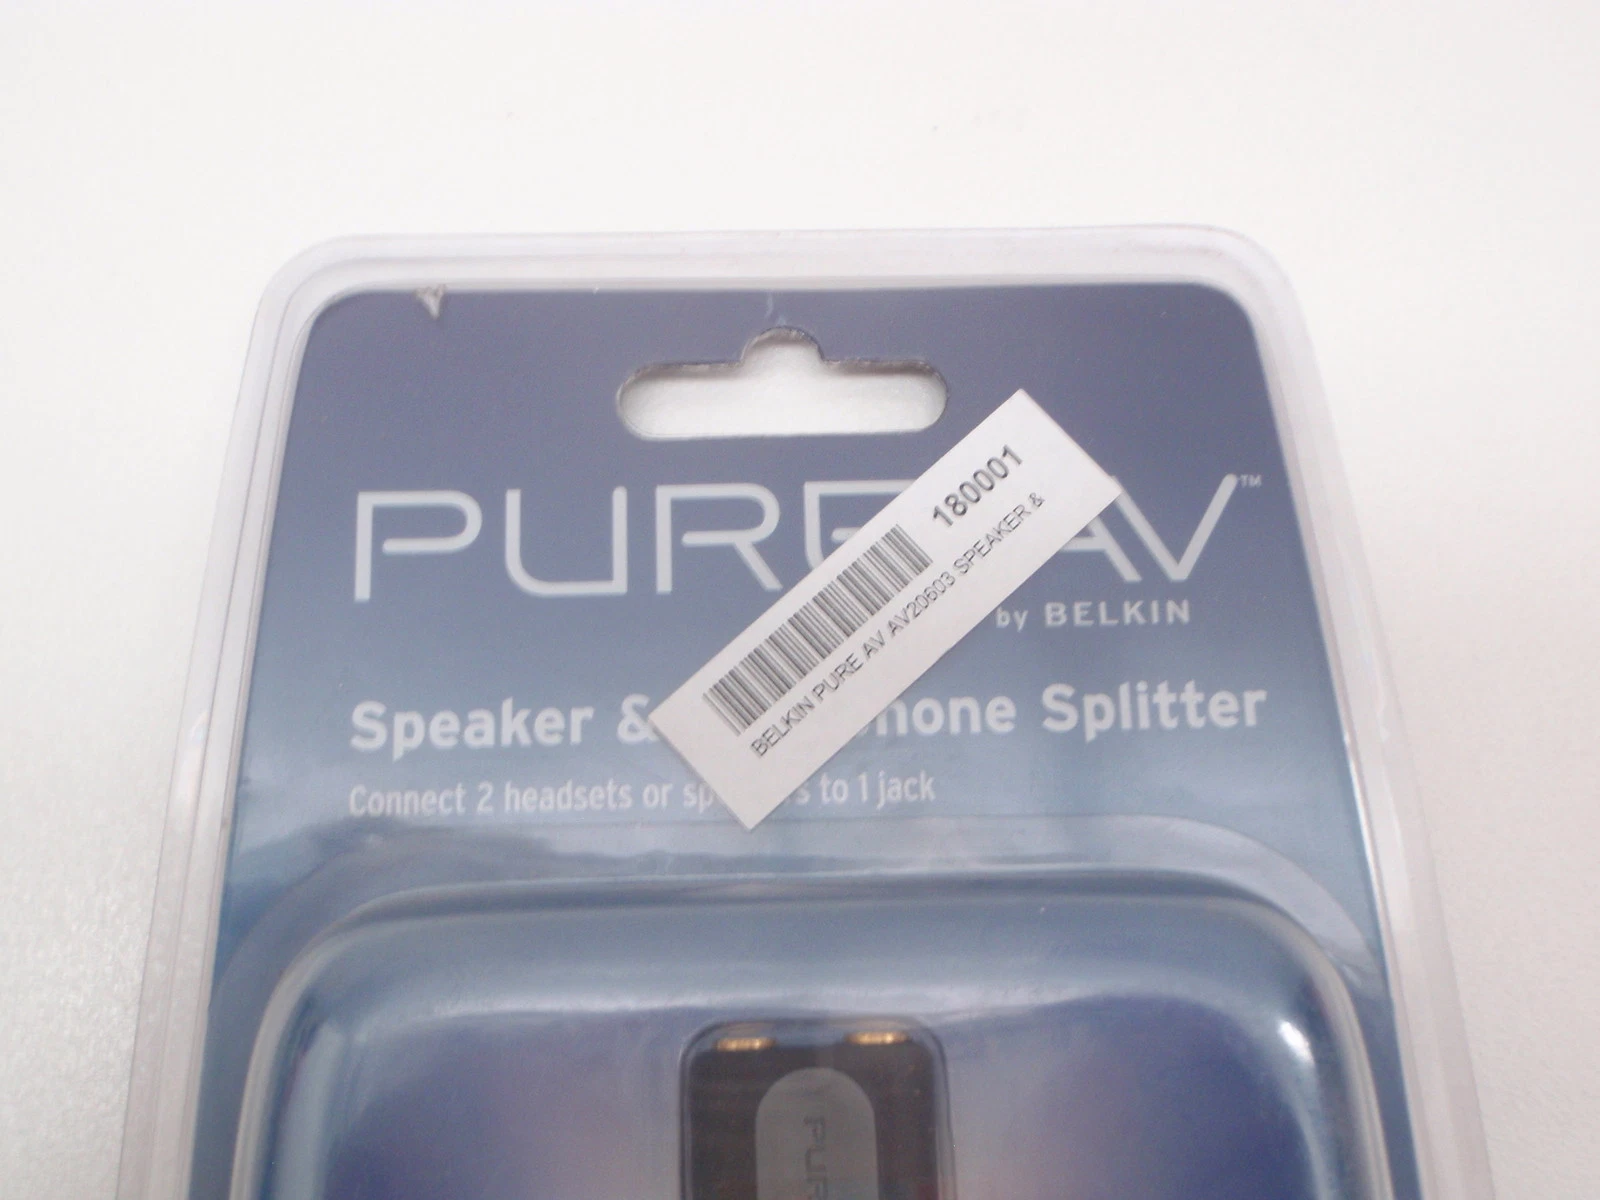 PURE AV™
by BELKIN
180001
BELKIN PURE AV AV20603 SPEAKER &
Speaker & hone Splitter
Connect 2 headsets or sp s to 1 jack
PUR